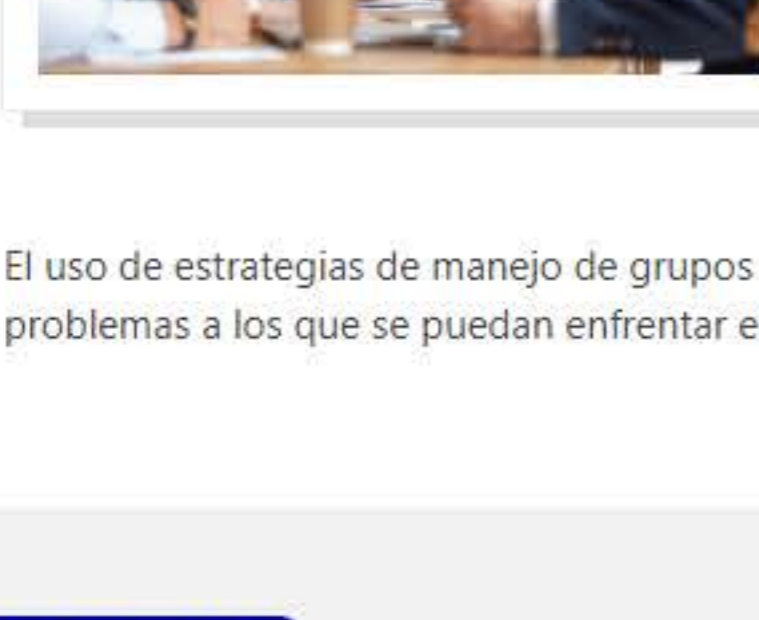 El uso de estrategias de manejo de grupos
problemas a los que se puedan enfrentar e